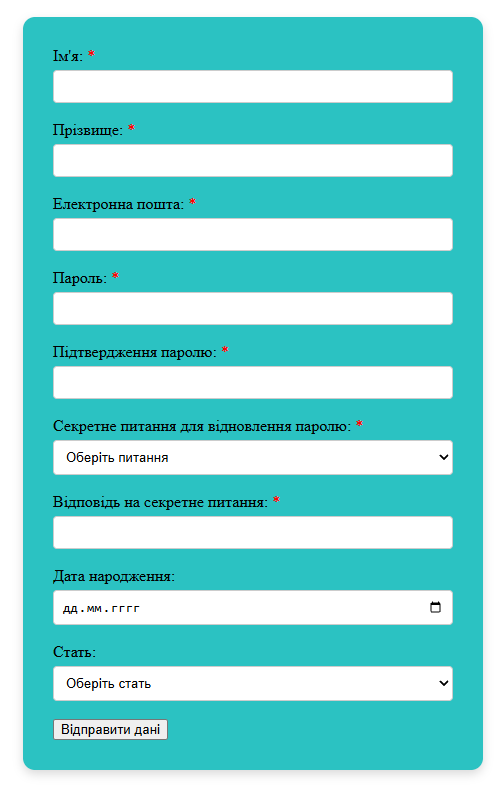 Ім'я: *
Прізвище: *
Електронна пошта: *
Пароль: *
Підтвердження паролю: *
Секретне питання для відновлення паролю: *
Оберіть питання
Відповідь на секретне питання: *
Дата народження:
дд.мм.гггг
Стать:
Оберіть стать
Відправити дані